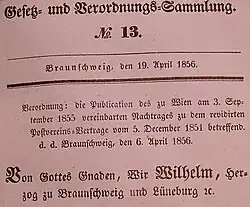 Gesetz- und Verordnungs-Sammlung.
№ 13.
Braunschweig, den 19. April 1856.
Verordnung: die Publication des zu Wien am 3. Sep-
tember 1855 vereinbarten Nachtrages zu dem revidirten
Postvereins-Vertrage vom 5. December 1851 betreffend.
d. d. Braunschweig, den 6. April 1856.
Von Gottes Gnaden, Wir Wilhelm, Her-
zog zu Braunschweig und Lüneburg ꝛc.